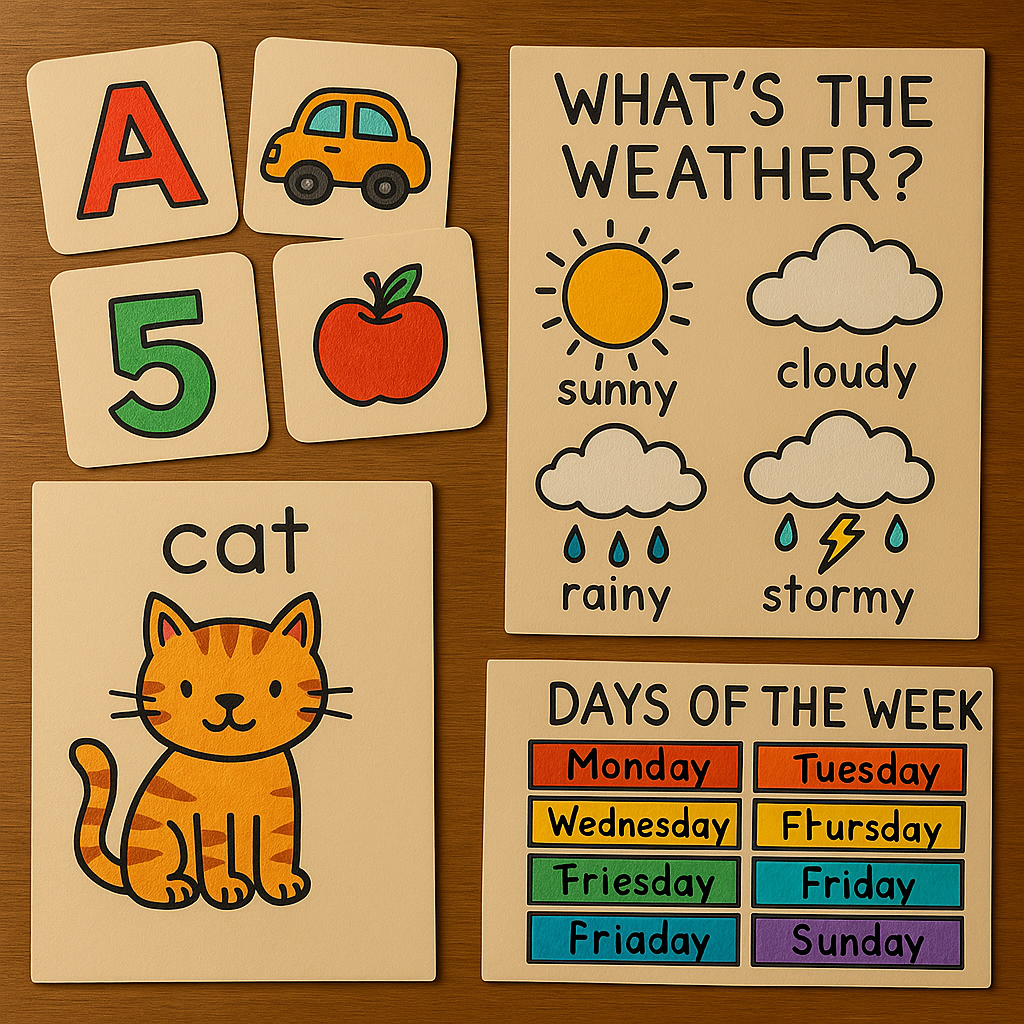 A
5
cat
WHAT'S THE
WEATHER?
sunny
cloudy
rainy
stormy
DAYS OF THE WEEK
Monday
Tuesday
Wednesday
Fhursday
Friesday
Friday
Friaday
Sunday